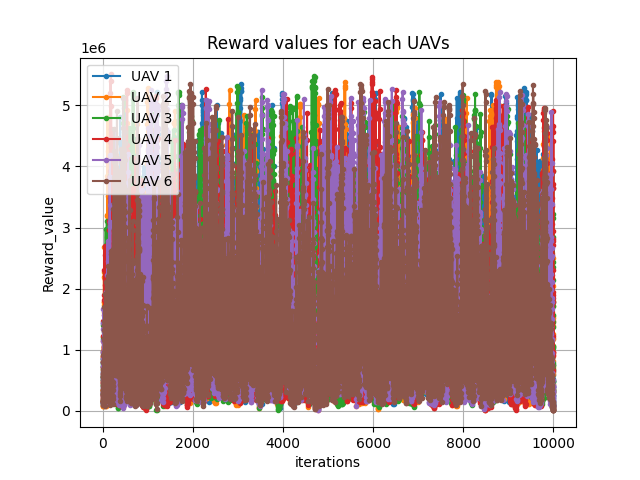 Reward values for each UAVs
1e6
UAV 1
UAV 2
UAV 3
UAV 4
UAV 5
UAV 6
5
4
3
2
1
0
Reward_value
0 2000 4000 6000 8000 10000
iterations